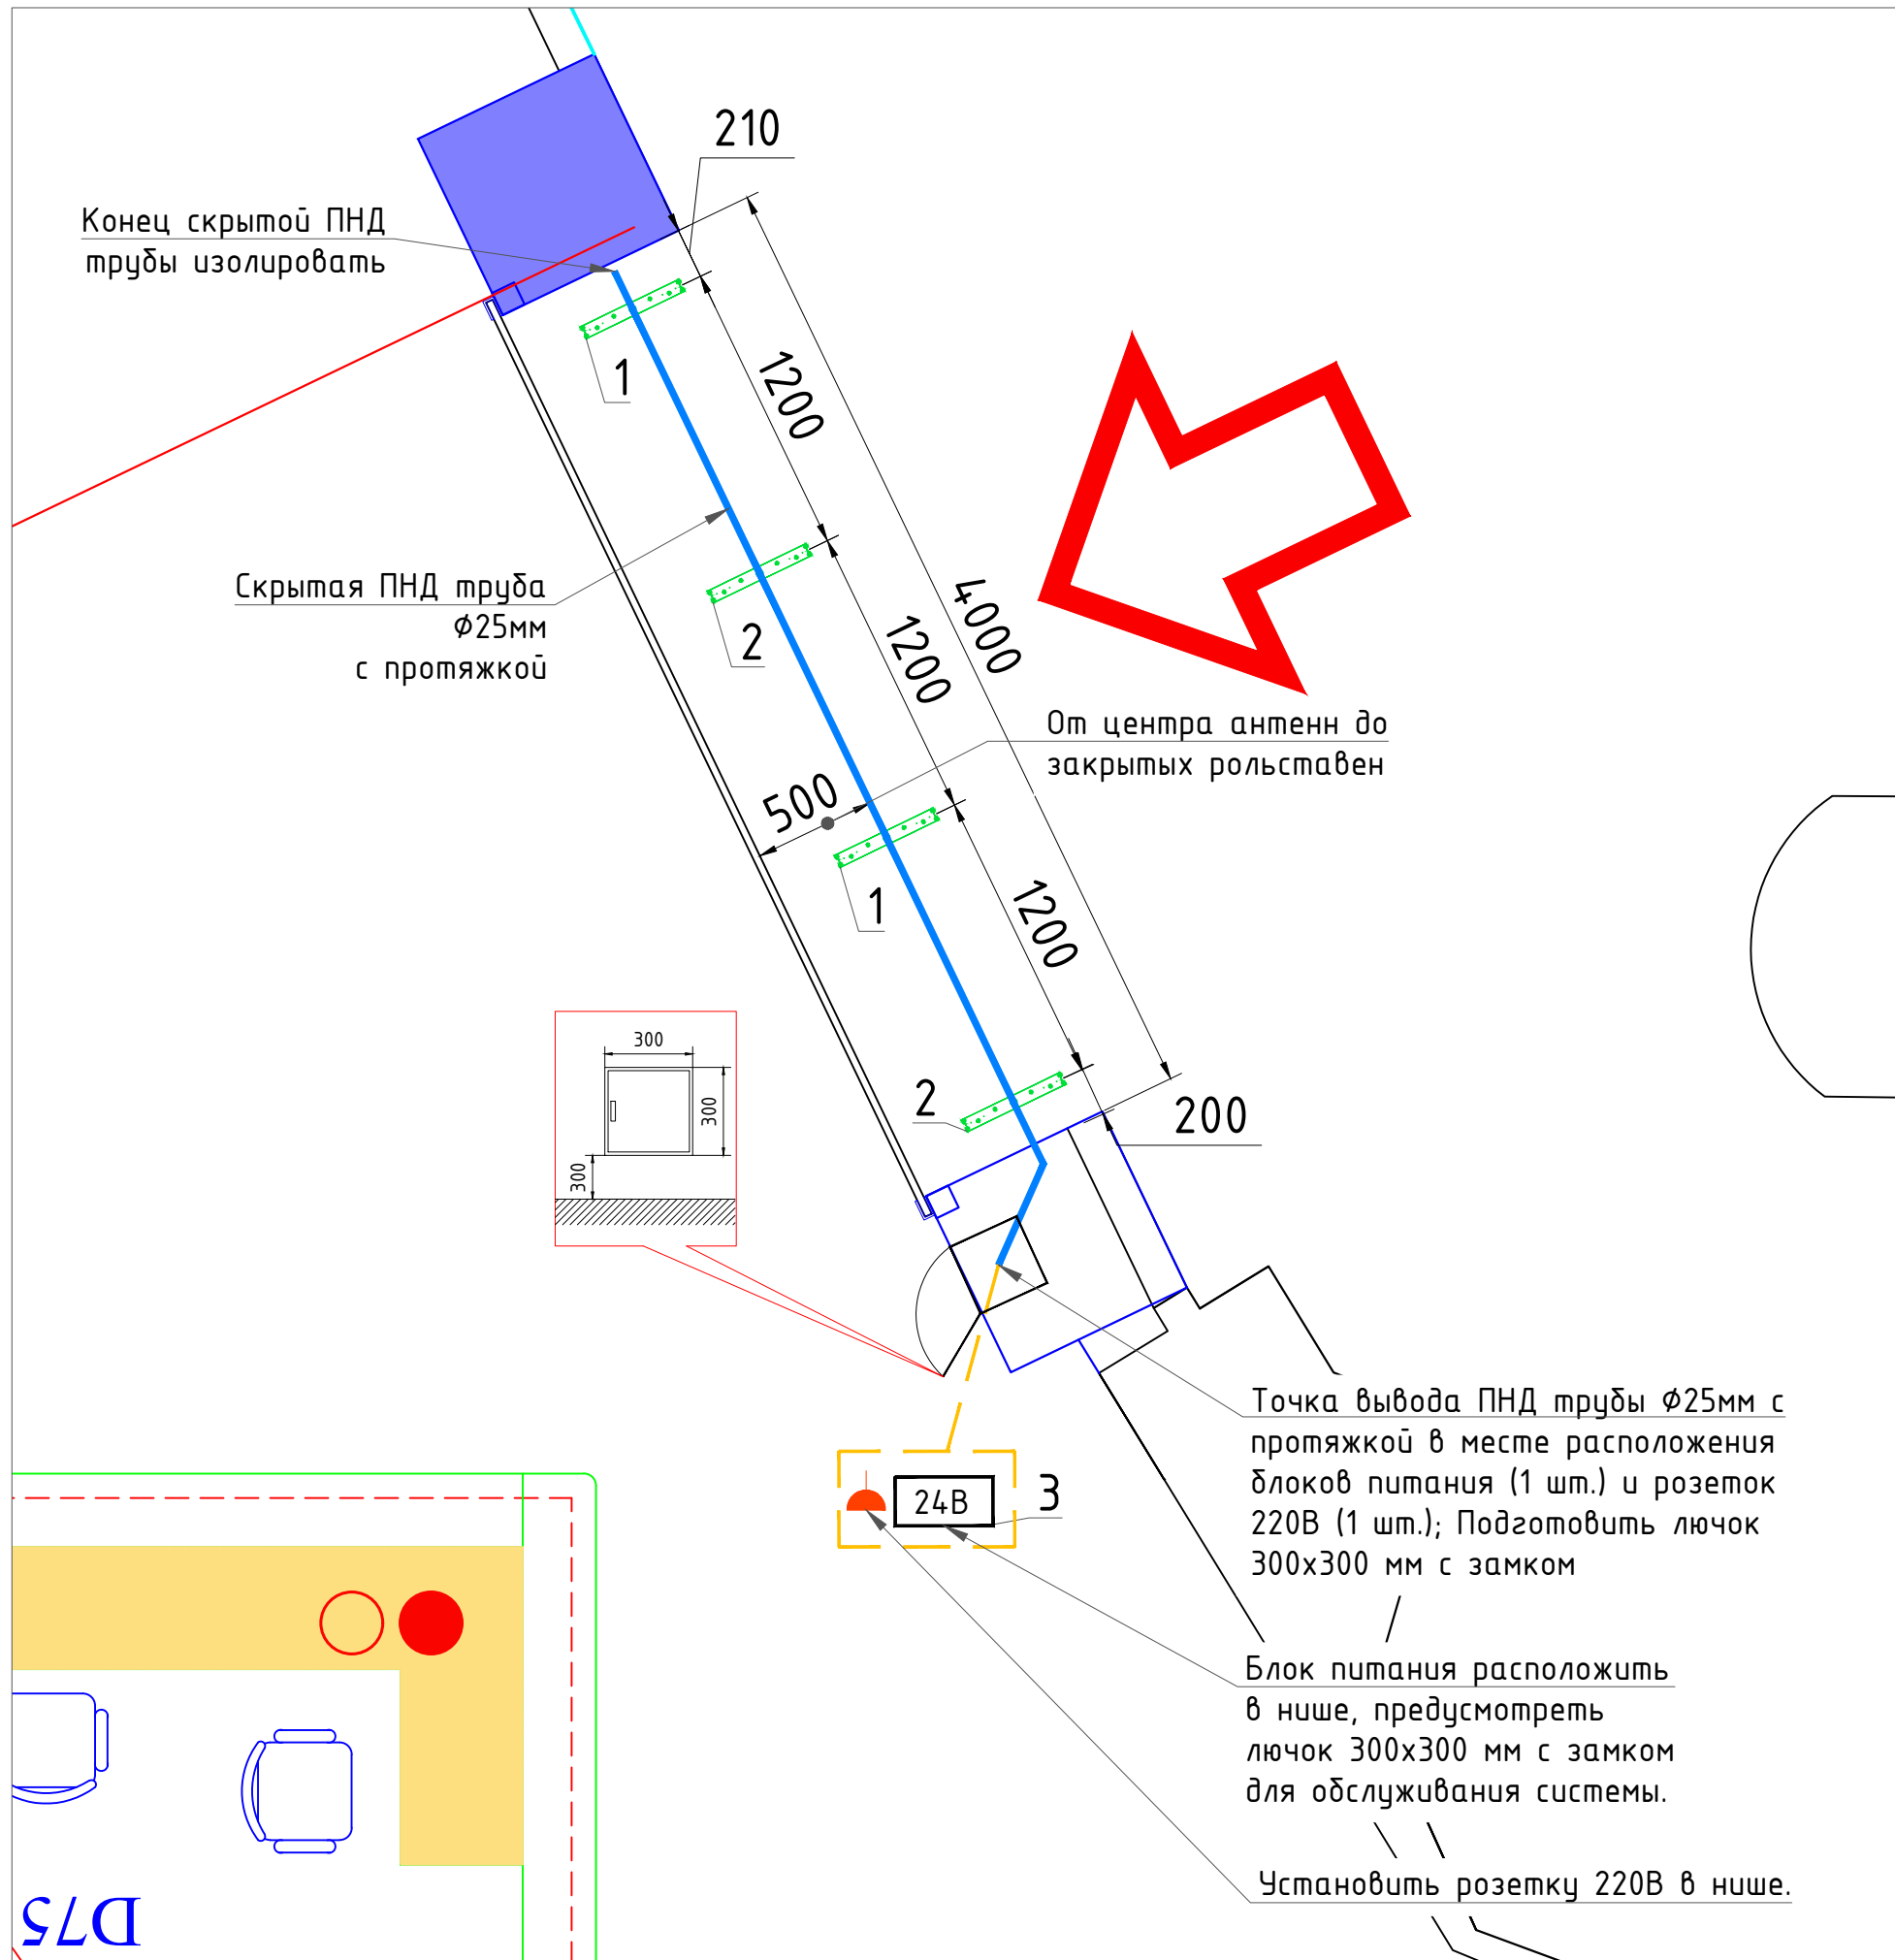 210
Конец скрытой ПНД
трубы изолировать
1
1200
Скрытая ПНД труба
Ф25мм
с протяжкой
2
1200
4000
От центра антенн до
закрытых рольставен
500
1
1200
300
300
300
2
200
Точка вывода ПНД трубы Ф25мм с
протяжкой в месте расположения
блоков питания (1 шт.) и розеток
220В (1 шт.); Подготовить лючок
300х300 мм с замком
24В
3
Блок питания расположить
в нише, предусмотреть
лючок 300х300 мм с замком
для обслуживания системы.
Установить розетку 220В в нише.
D75